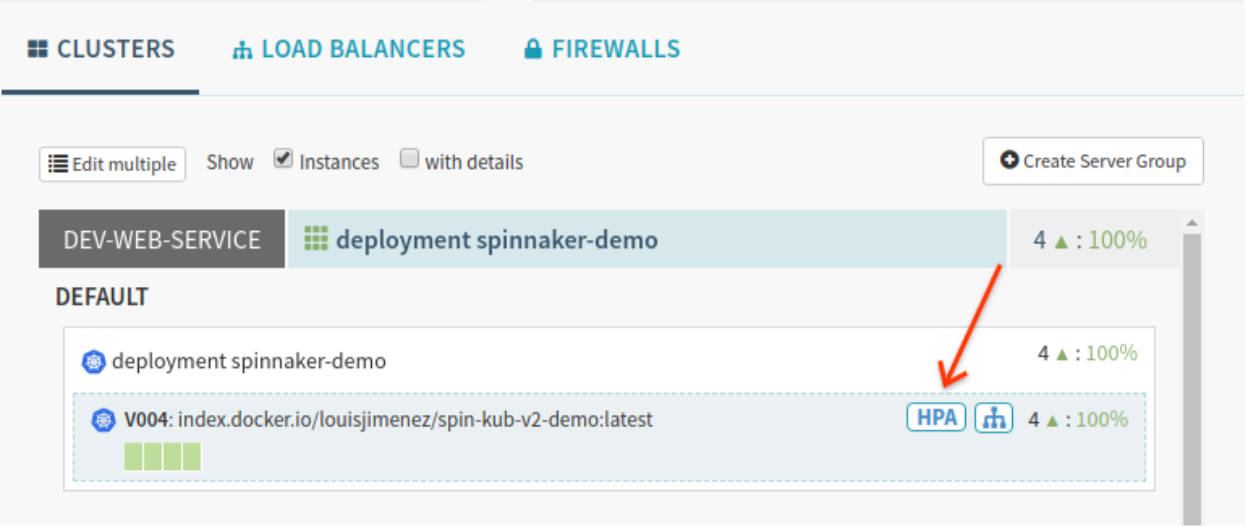 CLUSTERS LOAD BALANCERS FIREWALLS
Edit multiple Show Instances with details Create Server Group
DEV-WEB-SERVICE deployment spinnaker-demo 4 ▲ : 100%
DEFAULT
deployment spinnaker-demo 4 ▲ : 100%
V004: index.docker.io/louisjimenez/spin-kub-v2-demo:latest HPA 4 ▲ : 100%